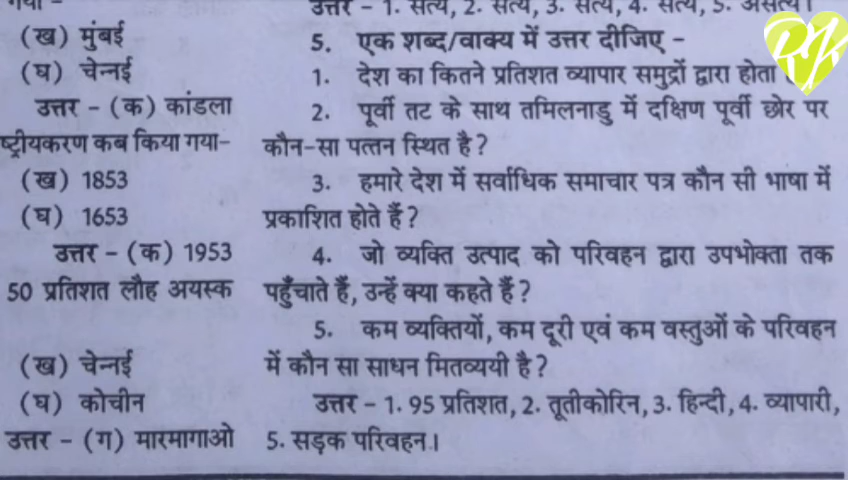 (ख) मुंबई
(घ) चेन्नई
उत्तर - (क) कांडला
ष्ट्रीयकरण कब किया गया-
(ख) 1853
(घ) 1653
उत्तर - (क) 1953
50 प्रतिशत लौह अयस्क
(ख) चेन्नई
(घ) कोचीन
उत्तर - (ग) मारमागाओ
उत्तर - 1. सत्य, 2. सत्य, 3. सत्य, 4. सत्य, 5. असत्य।
5. एक शब्द/वाक्य में उत्तर दीजिए -
1. देश का कितने प्रतिशत व्यापार समुद्रों द्वारा होता
2. पूर्वी तट के साथ तमिलनाडु में दक्षिण पूर्वी छोर पर
कौन-सा पत्तन स्थित है?
3. हमारे देश में सर्वाधिक समाचार पत्र कौन सी भाषा में
प्रकाशित होते हैं?
4. जो व्यक्ति उत्पाद को परिवहन द्वारा उपभोक्ता तक
पहुँचाते हैं, उन्हें क्या कहते हैं?
5. कम व्यक्तियों, कम दूरी एवं कम वस्तुओं के परिवहन
में कौन सा साधन मितव्ययी है?
उत्तर - 1. 95 प्रतिशत, 2. तूतीकोरिन, 3. हिन्दी, 4. व्यापारी,
5. सड़क परिवहन।